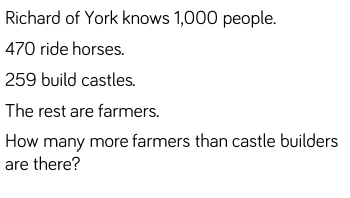 Richard of York knows 1,000 people.
470 ride horses.
259 build castles.
The rest are farmers.
How many more farmers than castle builders
are there?